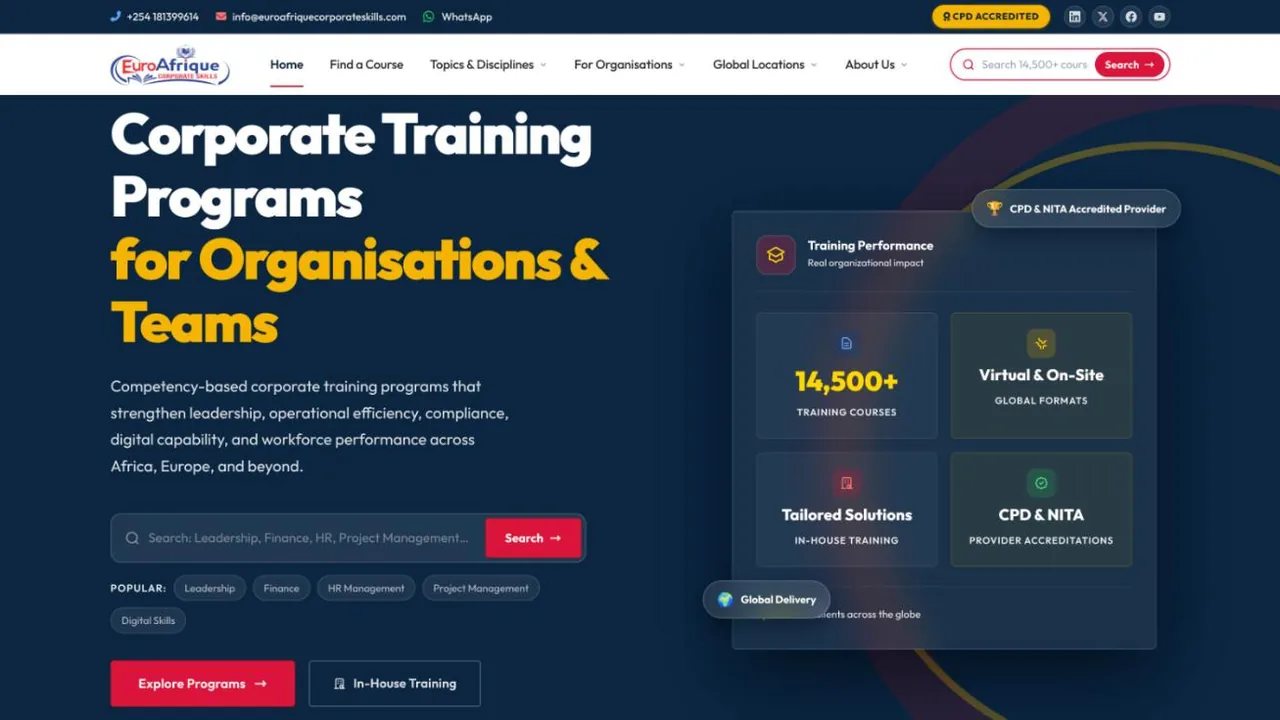 +254 181399614
info@euroafriquecorporateskills.com
WhatsApp
CPD ACCREDITED
EuroAfrique
CORPORATE SKILLS
Home
Find a Course
Topics & Disciplines
For Organisations
Global Locations
About Us
Search 14,500+ cours
Search →
Corporate Training
Programs
for Organisations &
Teams
Competency-based corporate training programs that
strengthen leadership, operational efficiency, compliance,
digital capability, and workforce performance across
Africa, Europe, and beyond.
Search: Leadership, Finance, HR, Project Management...
Search →
POPULAR:
Leadership
Finance
HR Management
Project Management
Digital Skills
Explore Programs →
In-House Training
CPD & NITA Accredited Provider
Training Performance
Real organizational impact
14,500+
TRAINING COURSES
Virtual & On-Site
GLOBAL FORMATS
Tailored Solutions
IN-HOUSE TRAINING
CPD & NITA
PROVIDER ACCREDITATIONS
Global Delivery
across the globe